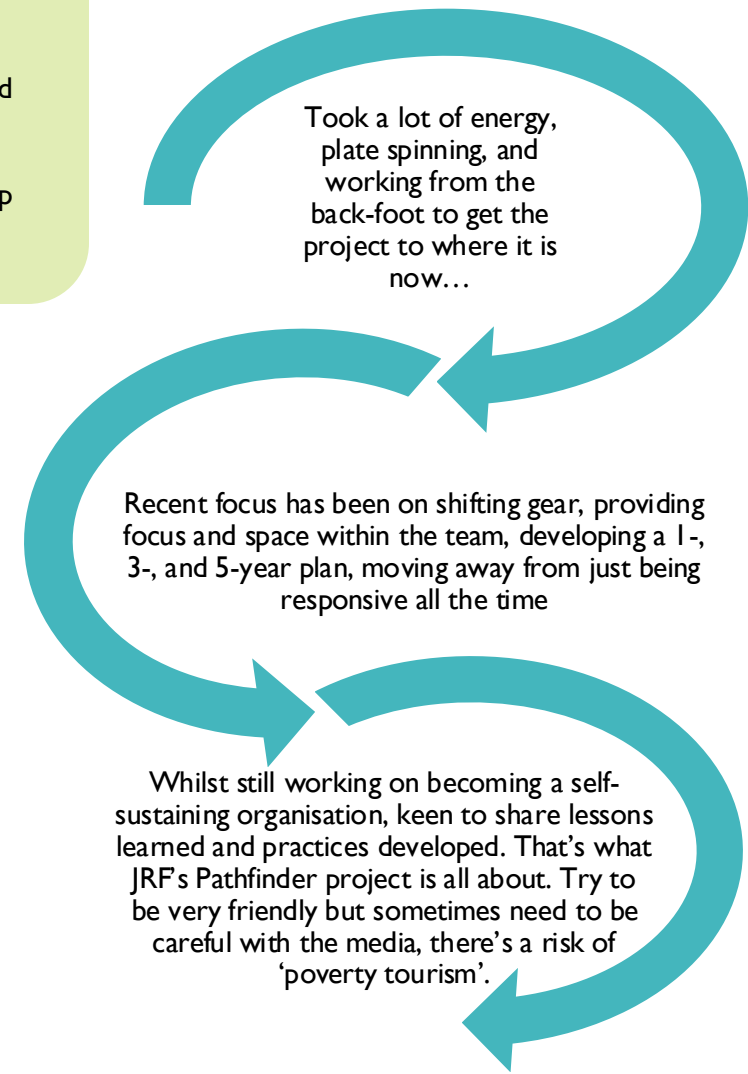 d
p
Took a lot of energy,
plate spinning, and
working from the
back-foot to get the
project to where it is
now…
Recent focus has been on shifting gear, providing
focus and space within the team, developing a 1-,
3-, and 5-year plan, moving away from just being
responsive all the time
Whilst still working on becoming a self-
sustaining organisation, keen to share lessons
learned and practices developed. That’s what
JRF’s Pathfinder project is all about. Try to
be very friendly but sometimes need to be
careful with the media, there’s a risk of
‘poverty tourism’.